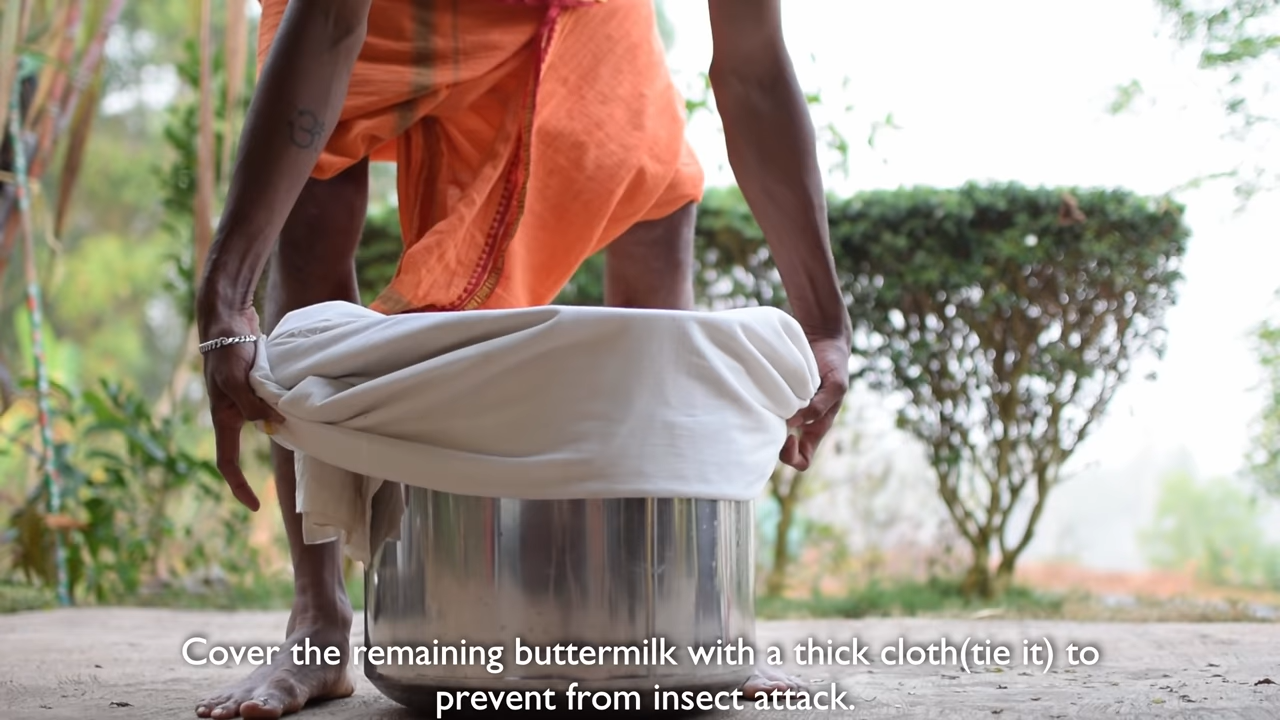 ॐ
Cover the remaining buttermilk with a thick cloth(tie it) to
prevent from insect attack.